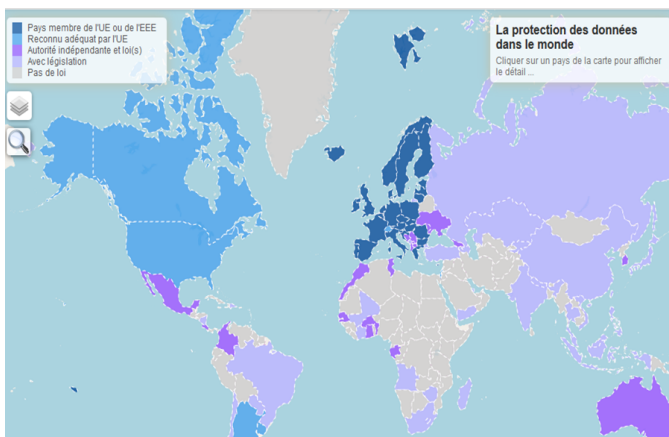 Pays membre de l'UE ou de l'EEE
Reconnu adéquat par l'UE
Autorité indépendante et loi(s)
Avec législation
Pas de loi
La protection des données
dans le monde
Cliquer sur un pays de la carte pour afficher
le détail ...